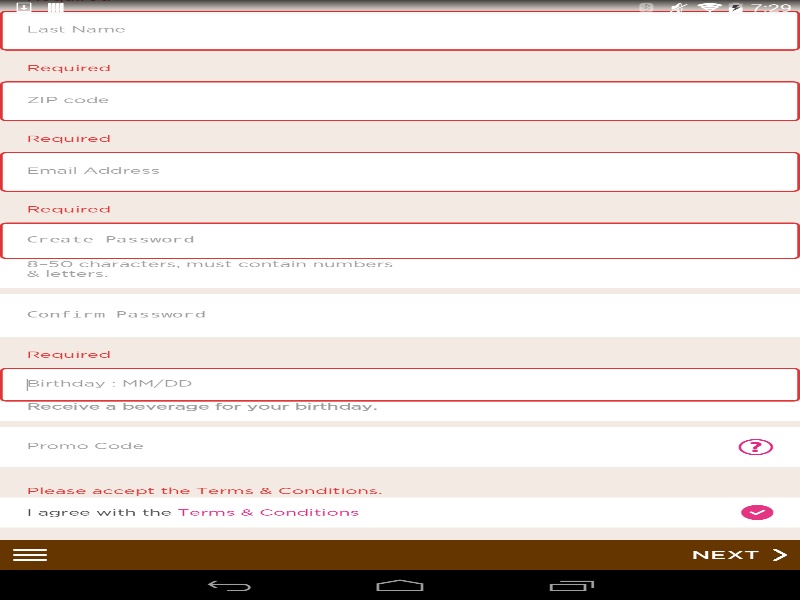 7:29
Last Name
Required
ZIP code
Required
Email Address
Required
Create Password
8-50 characters, must contain numbers
& letters.
Confirm Password
Required
Birthday : MM/DD
Receive a beverage for your birthday.
Promo Code
?
Please accept the Terms & Conditions.
I agree with the Terms & Conditions
NEXT